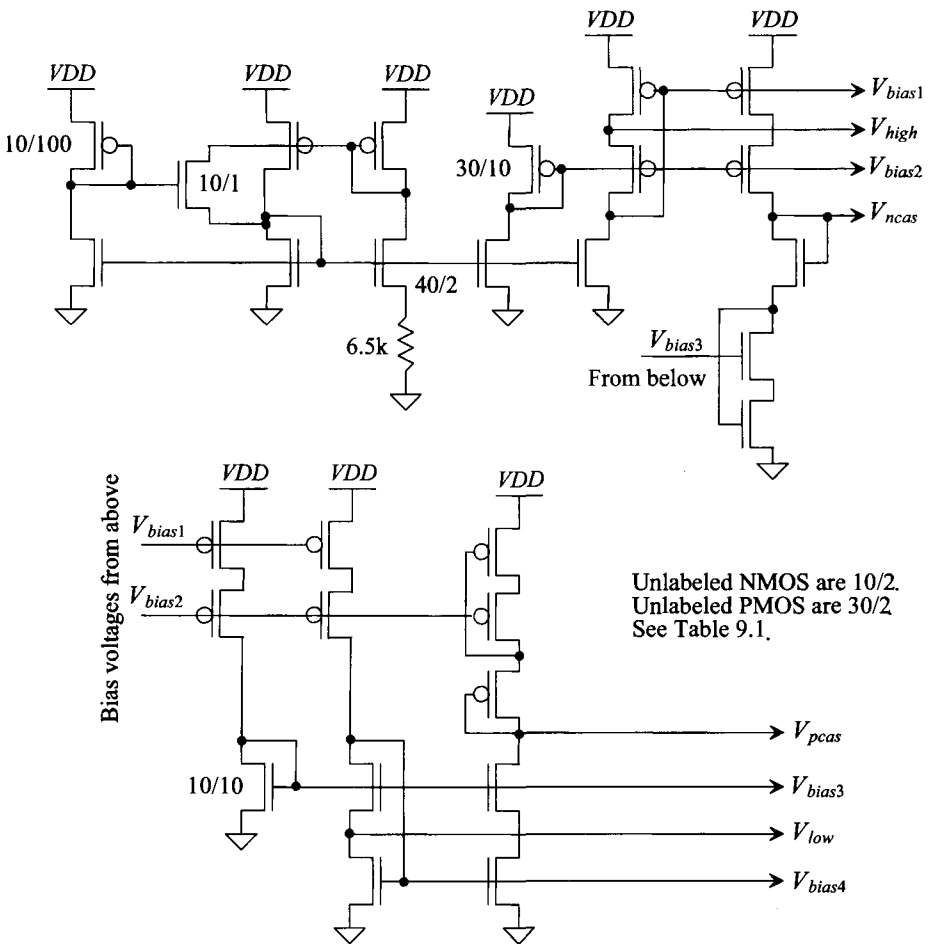 VDD
VDD
VDD
VDD
VDD
VDD
10/100
10/1
30/10
40/2
6.5k
V_bias1
V_high
V_bias2
V_ncas
V_bias3
From below
VDD
VDD
VDD
Bias voltages from above
V_bias1
V_bias2
Unlabeled NMOS are 10/2.
Unlabeled PMOS are 30/2
See Table 9.1.
10/10
V_pcas
V_bias3
V_low
V_bias4